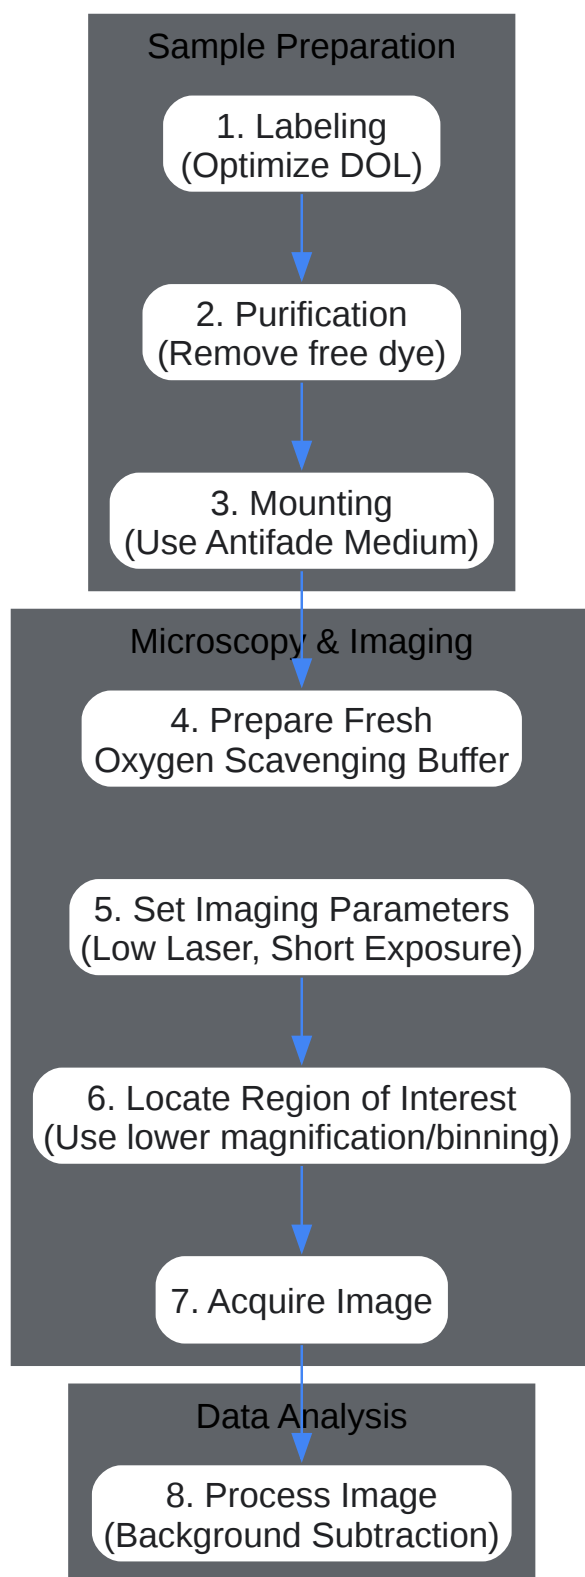 Sample Preparation
1. Labeling
(Optimize DOL)
2. Purification
(Remove free dye)
3. Mounting
(Use Antifade Medium)
Microscopy & Imaging
4. Prepare Fresh
Oxygen Scavenging Buffer
5. Set Imaging Parameters
(Low Laser, Short Exposure)
6. Locate Region of Interest
(Use lower magnification/binning)
7. Acquire Image
Data Analysis
8. Process Image
(Background Subtraction)